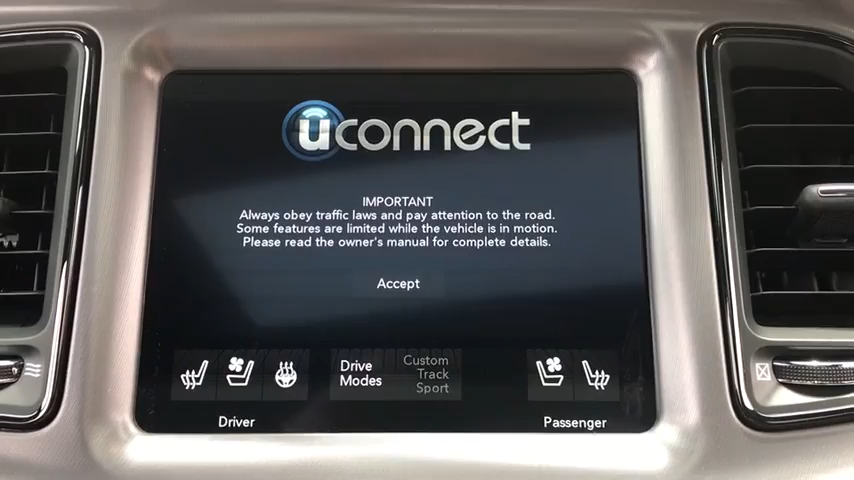 uconnect
IMPORTANT
Always obey traffic laws and pay attention to the road.
Some features are limited while the vehicle is in motion.
Please read the owner's manual for complete details.
Accept
Drive Modes
Custom
Track
Sport
Driver
Passenger